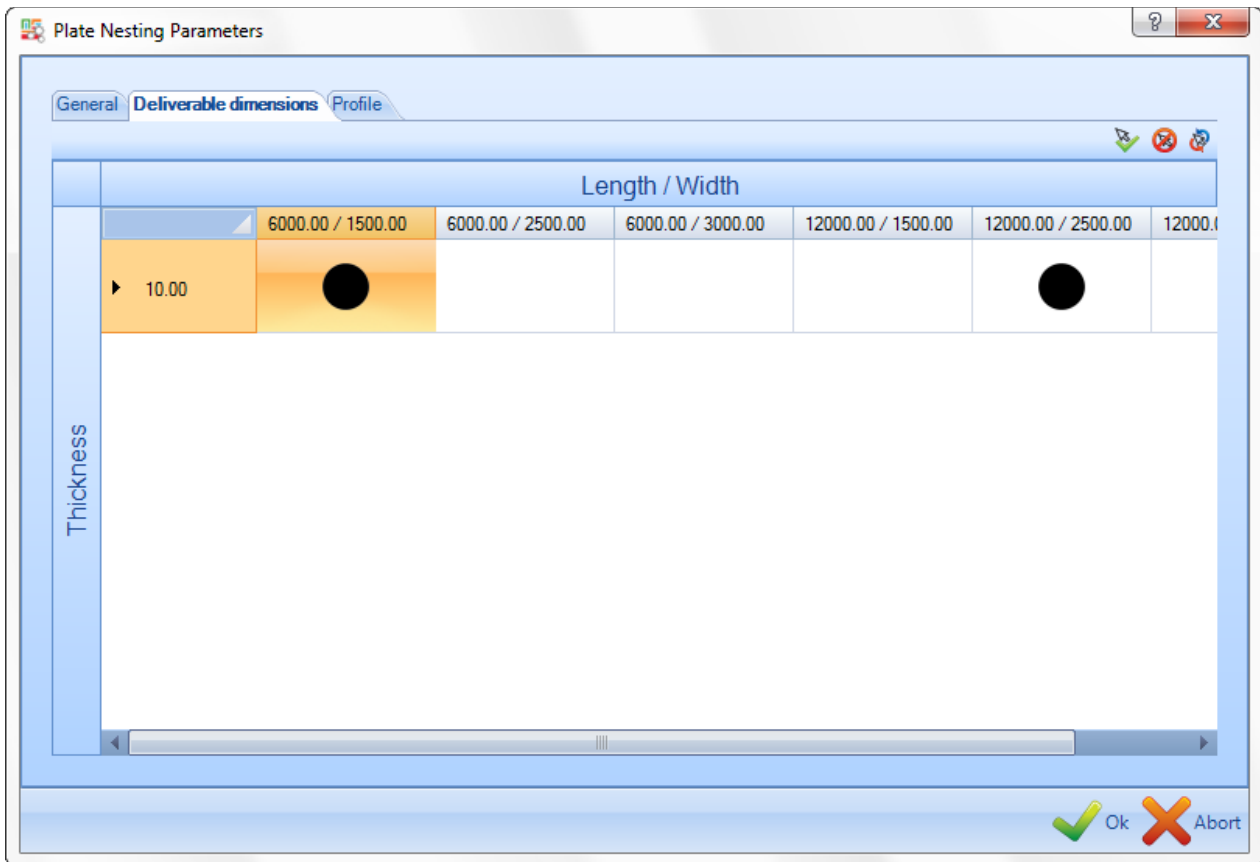 Plate Nesting Parameters
General Deliverable dimensions Profile
Length / Width
6000.00 / 1500.00 6000.00 / 2500.00 6000.00 / 3000.00 12000.00 / 1500.00 12000.00 / 2500.00
10.00
Thickness
Ok Abort